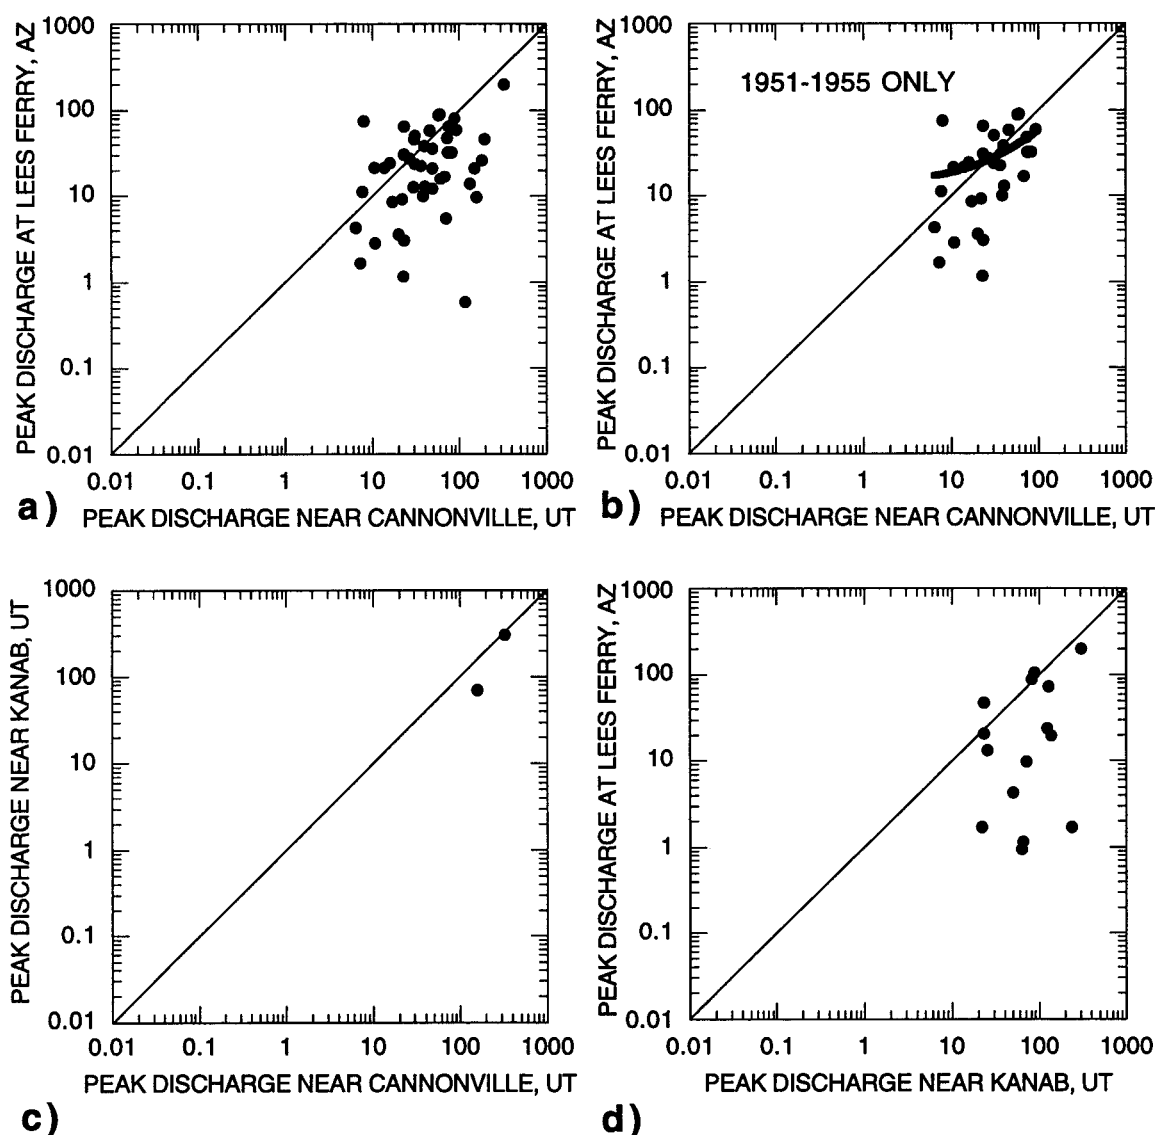 PEAK DISCHARGE AT LEES FERRY, AZ
1000
100
10
1
0.1
0.01
0.01 0.1 1 10 100 1000
a) PEAK DISCHARGE NEAR CANNONVILLE, UT
PEAK DISCHARGE AT LEES FERRY, AZ
1000
1951-1955 ONLY
100
10
1
0.1
0.01
0.01 0.1 1 10 100 1000
b) PEAK DISCHARGE NEAR CANNONVILLE, UT
PEAK DISCHARGE NEAR KANAB, UT
1000
100
10
1
0.1
0.01
0.01 0.1 1 10 100 1000
PEAK DISCHARGE NEAR CANNONVILLE, UT
c)
PEAK DISCHARGE AT LEES FERRY, AZ
1000
100
10
1
0.1
0.01
0.01 0.1 1 10 100 1000
PEAK DISCHARGE NEAR KANAB, UT
d)